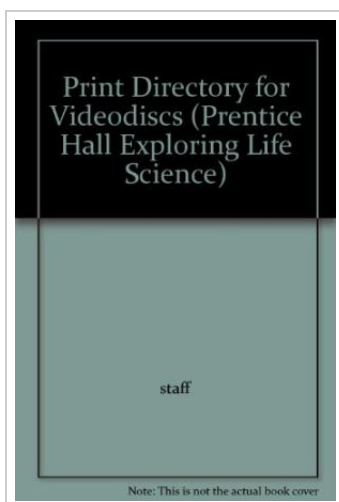 Print Directory for
Videodiscs (Prentice
Hall Exploring Life
Science)
staff
Note: This is not the actual book cover